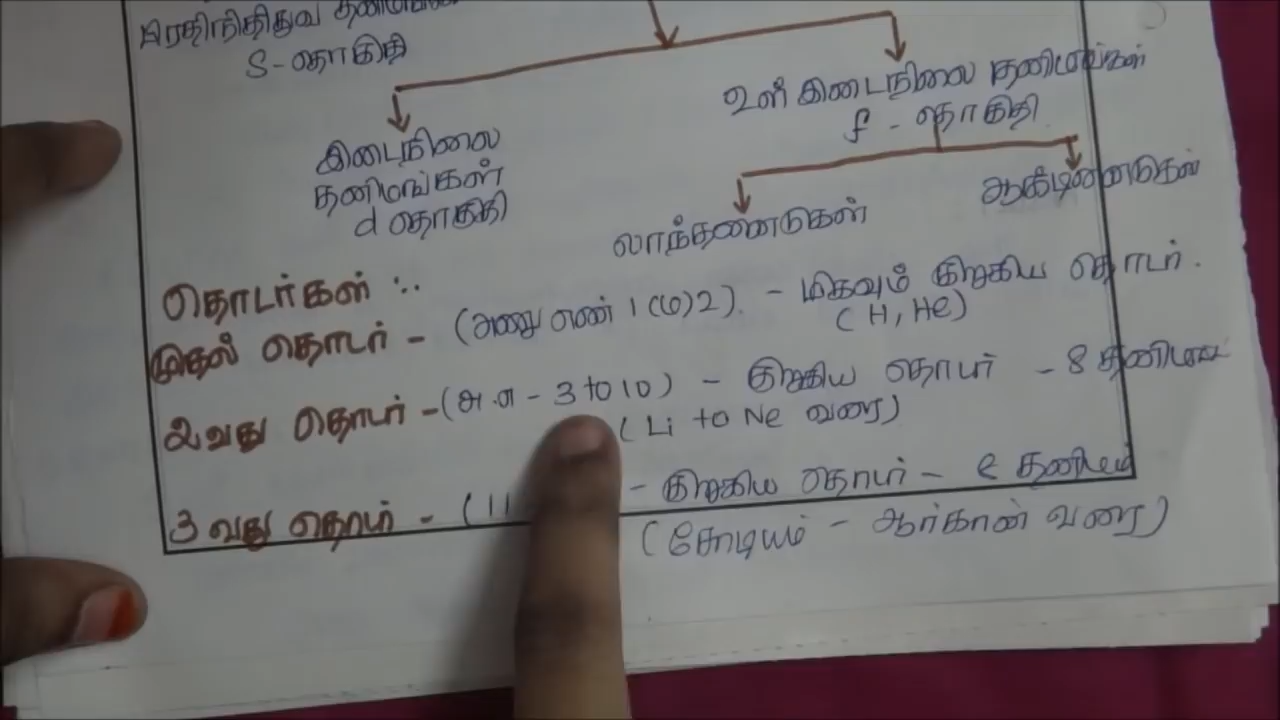 பிரதிநிதித்துவ
S - தொகுதி
உள் இடைநிலை தனிமங்கள்
f - தொகுதி
இடைநிலை
தனிமங்கள்
d தொகுதி
ஆக்டினைடுகள்
லாந்தனைடுகள்
தொடர்கள் :-
முதல் தொடர் - (அணு எண் 1 (ம) 2) - மிகவும் குறுகிய தொடர்.
(H, He)
2வது தொடர் - (அ.எ - 3 to 10) - குறுகிய தொடர் - 8 தனிமம்
(Li to Ne வரை)
3 வது தொடர் - (11 - குறுகிய தொடர் - 8 தனிமம்
(சோடியம் - ஆர்கான் வரை)